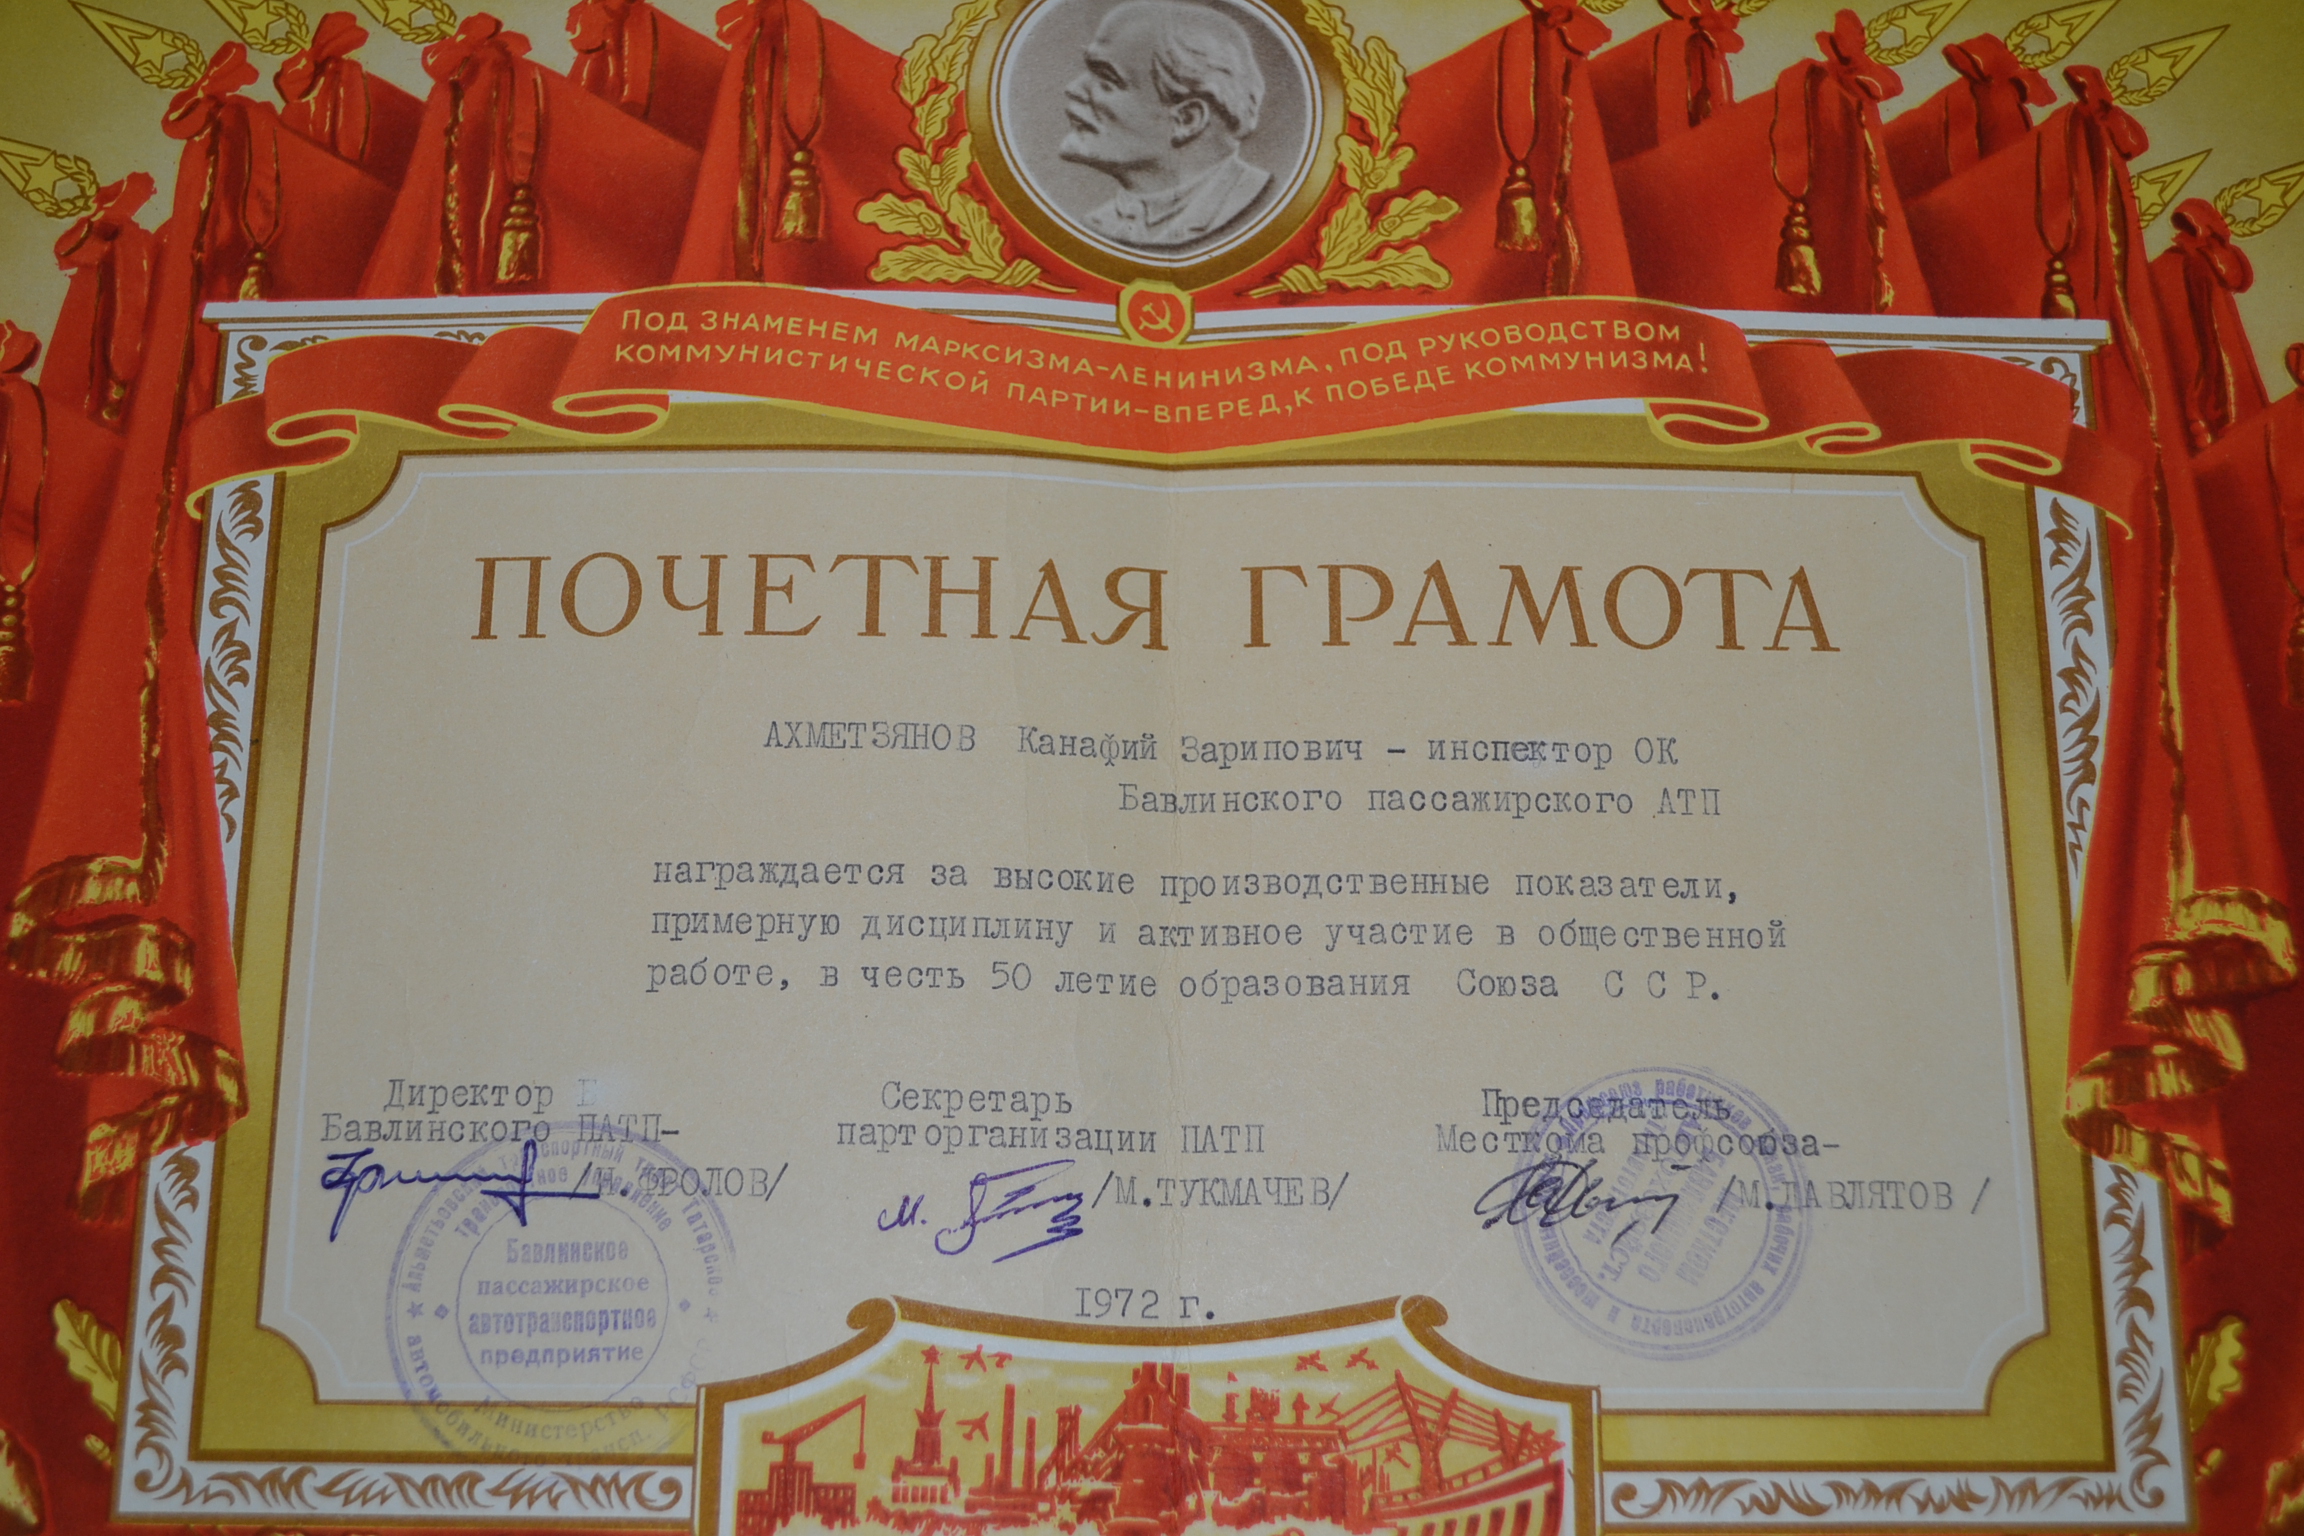 ПОД ЗНАМЕНЕМ МАРКСИЗМА-ЛЕНИНИЗМА, ПОД РУКОВОДСТВОМ
КОММУНИСТИЧЕСКОЙ ПАРТИИ-ВПЕРЕД, К ПОБЕДЕ КОММУНИЗМА!
ПОЧЕТНАЯ ГРАМОТА
АХМЕТЗЯНОВ Канафий Зарипович - инспектор ОК
Бавлинского пассажирского АТП
награждается за высокие производственные показатели,
примерную дисциплину и активное участие в общественной
работе, в честь 50 летие образования Союза С С Р.
Директор Б
Бавлинского ПАТП-
/Н.ФРОЛОВ/
Секретарь
парторганизации ПАТП
М.
/М.ТУКМАЧЕВ/
Председатель
Месткома профсоюза-
/М.ДАВЛЯТОВ /
1972 г.
Бавлинское
пассажирское
автотранспортное
предприятие
Министерство
автомобильного